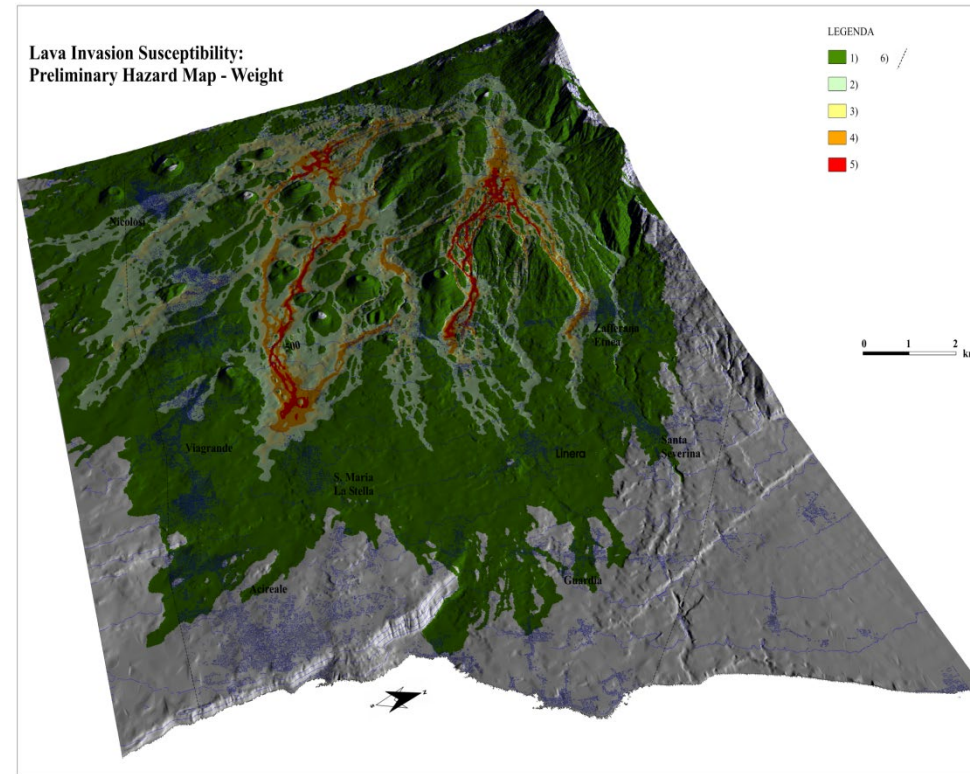 Lava Invasion Susceptibility:
Preliminary Hazard Map - Weight
LEGENDA
1) 6)
2)
3)
4)
5)
Nicolosi
Zafferana
Etnea
0 1 2
km
Viagrande
Linera
Santa
Severina
S. Maria
La Stella
Guardia
Acireale